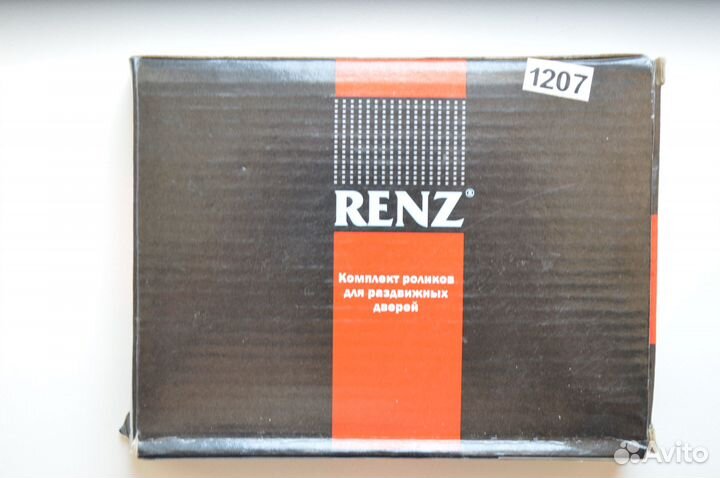 1207
RENZ®
Комплект роликов
для раздвижных
дверей
Avito